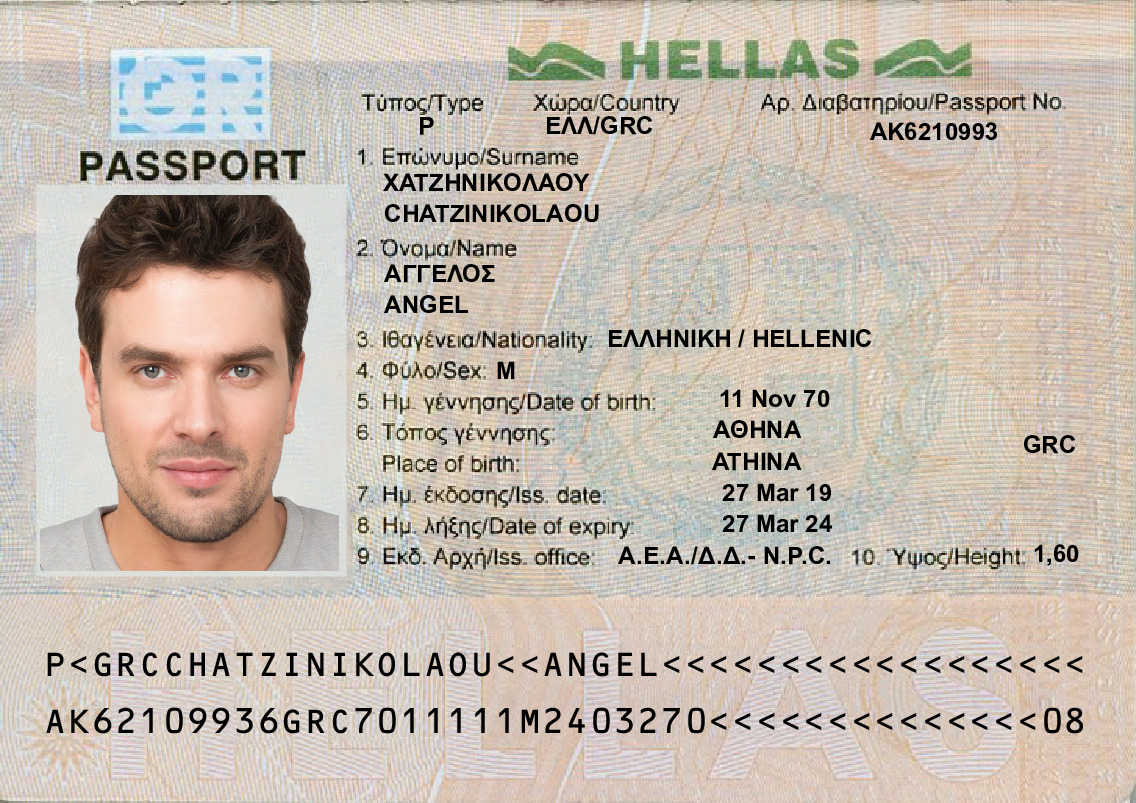 HELLAS
GR
PASSPORT
Τύπος/Type Χώρα/Country Αρ. Διαβατηρίου/Passport No.
P ΕΛΛ/GRC AK6210993
1. Επώνυμο/Surname
ΧΑΤΖΗΝΙΚΟΛΑΟΥ
CHATZINIKOLAOU
2. Όνομα/Name
ΑΓΓΕΛΟΣ
ANGEL
3. Ιθαγένεια/Nationality: ΕΛΛΗΝΙΚΗ / HELLENIC
4. Φύλο/Sex: M
5. Ημ. γέννησης/Date of birth: 11 Nov 70
6. Τόπος γέννησης: ΑΘΗΝΑ
Place of birth: ATHINA GRC
7. Ημ. έκδοσης/Iss. date: 27 Mar 19
8. Ημ. λήξης/Date of expiry: 27 Mar 24
9. Εκδ. Αρχή/Iss. office: Α.Ε.Α./Δ.Δ.- N.P.C. 10. Ύψος/Height: 1,60
HELLAS
P<GRCCHATZINIKOLAOU<<ANGEL<<<<<<<<<<<<<<<<<<
AK62109936GRC7011111M2403270<<<<<<<<<<<<<<08